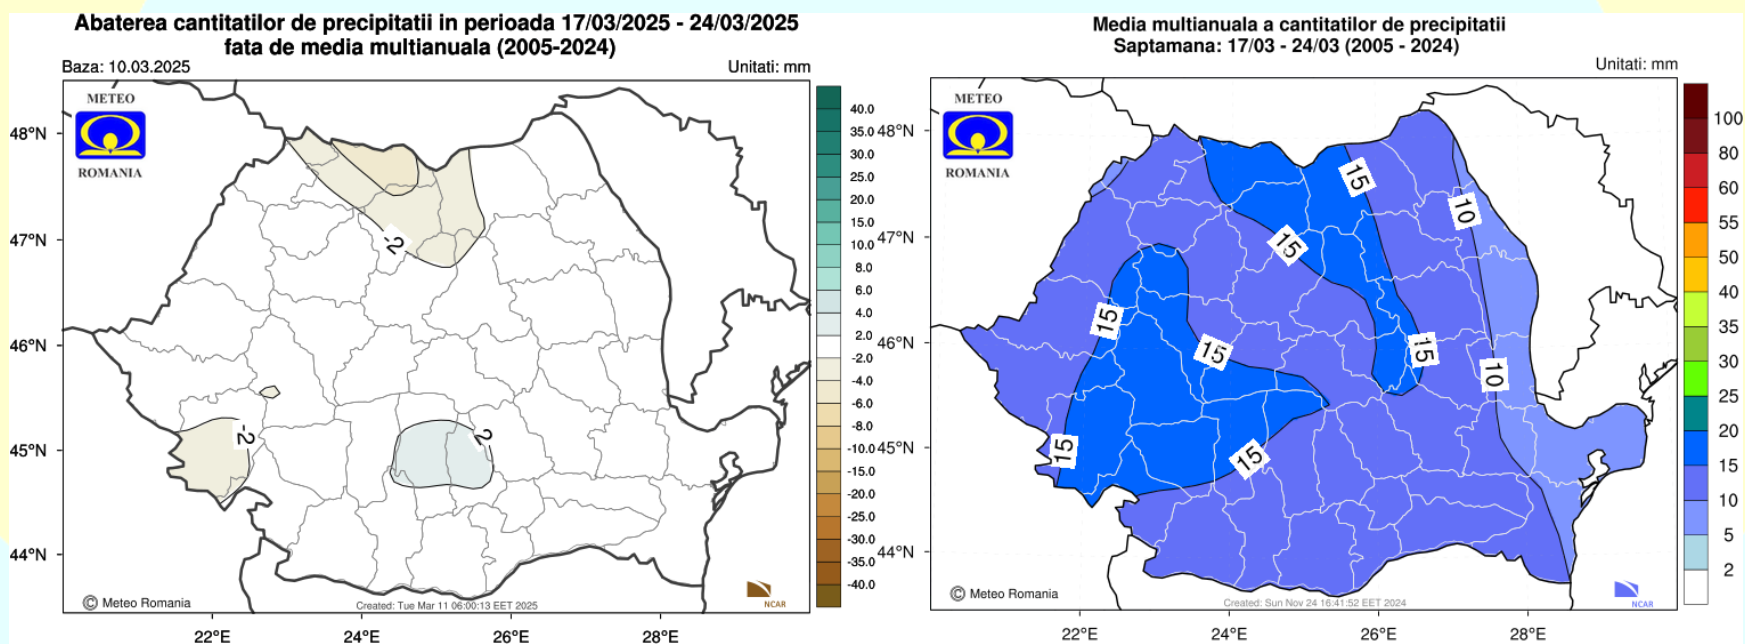 Abaterea cantitatilor de precipitatii in perioada 17/03/2025 - 24/03/2025
fata de media multianuala (2005-2024)
Baza: 10.03.2025
Unitati: mm
METEO
ROMANIA
48°N
47°N
46°N
45°N
44°N
22°E
24°E
26°E
28°E
-2
-2
2
© Meteo Romania
Created: Tue Mar 11 06:00:13 EET 2025
NCAR
40.0
35.0
30.0
25.0
20.0
15.0
10.0
8.0
6.0
4.0
2.0
-2.0
-4.0
-6.0
-8.0
-10.0
-15.0
-20.0
-25.0
-30.0
-35.0
-40.0
Media multianuala a cantitatilor de precipitatii
Saptamana: 17/03 - 24/03 (2005 - 2024)
Unitati: mm
METEO
ROMANIA
48°N
47°N
46°N
45°N
44°N
22°E
24°E
26°E
28°E
15
10
15
15
15
15
10
15
15
© Meteo Romania
Created: Sun Nov 24 16:41:52 EET 2024
NCAR
100
80
60
55
50
40
35
30
25
20
15
10
5
2